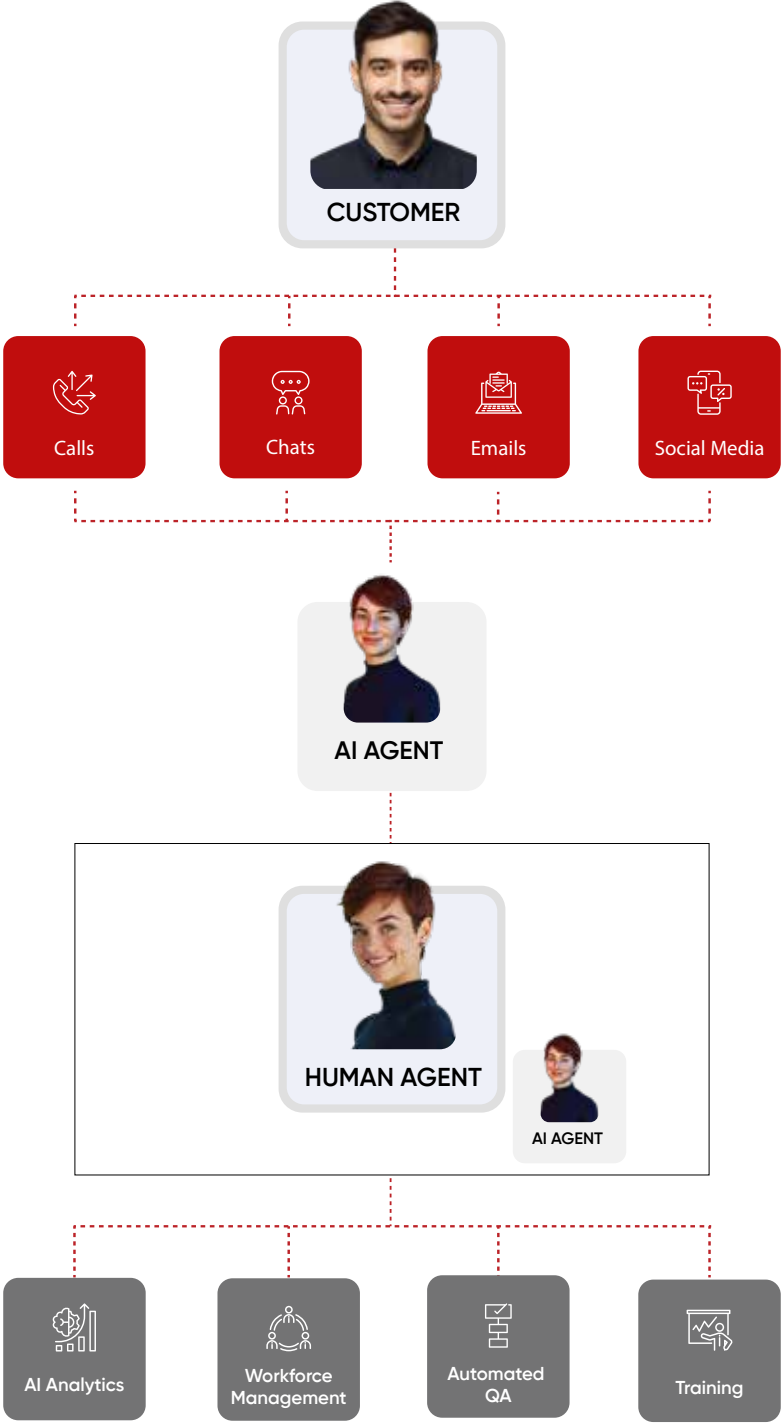 CUSTOMER
Calls
Chats
Emails
Social Media
AI AGENT
HUMAN AGENT
AI AGENT
AI Analytics
Workforce
Management
Automated
QA
Training